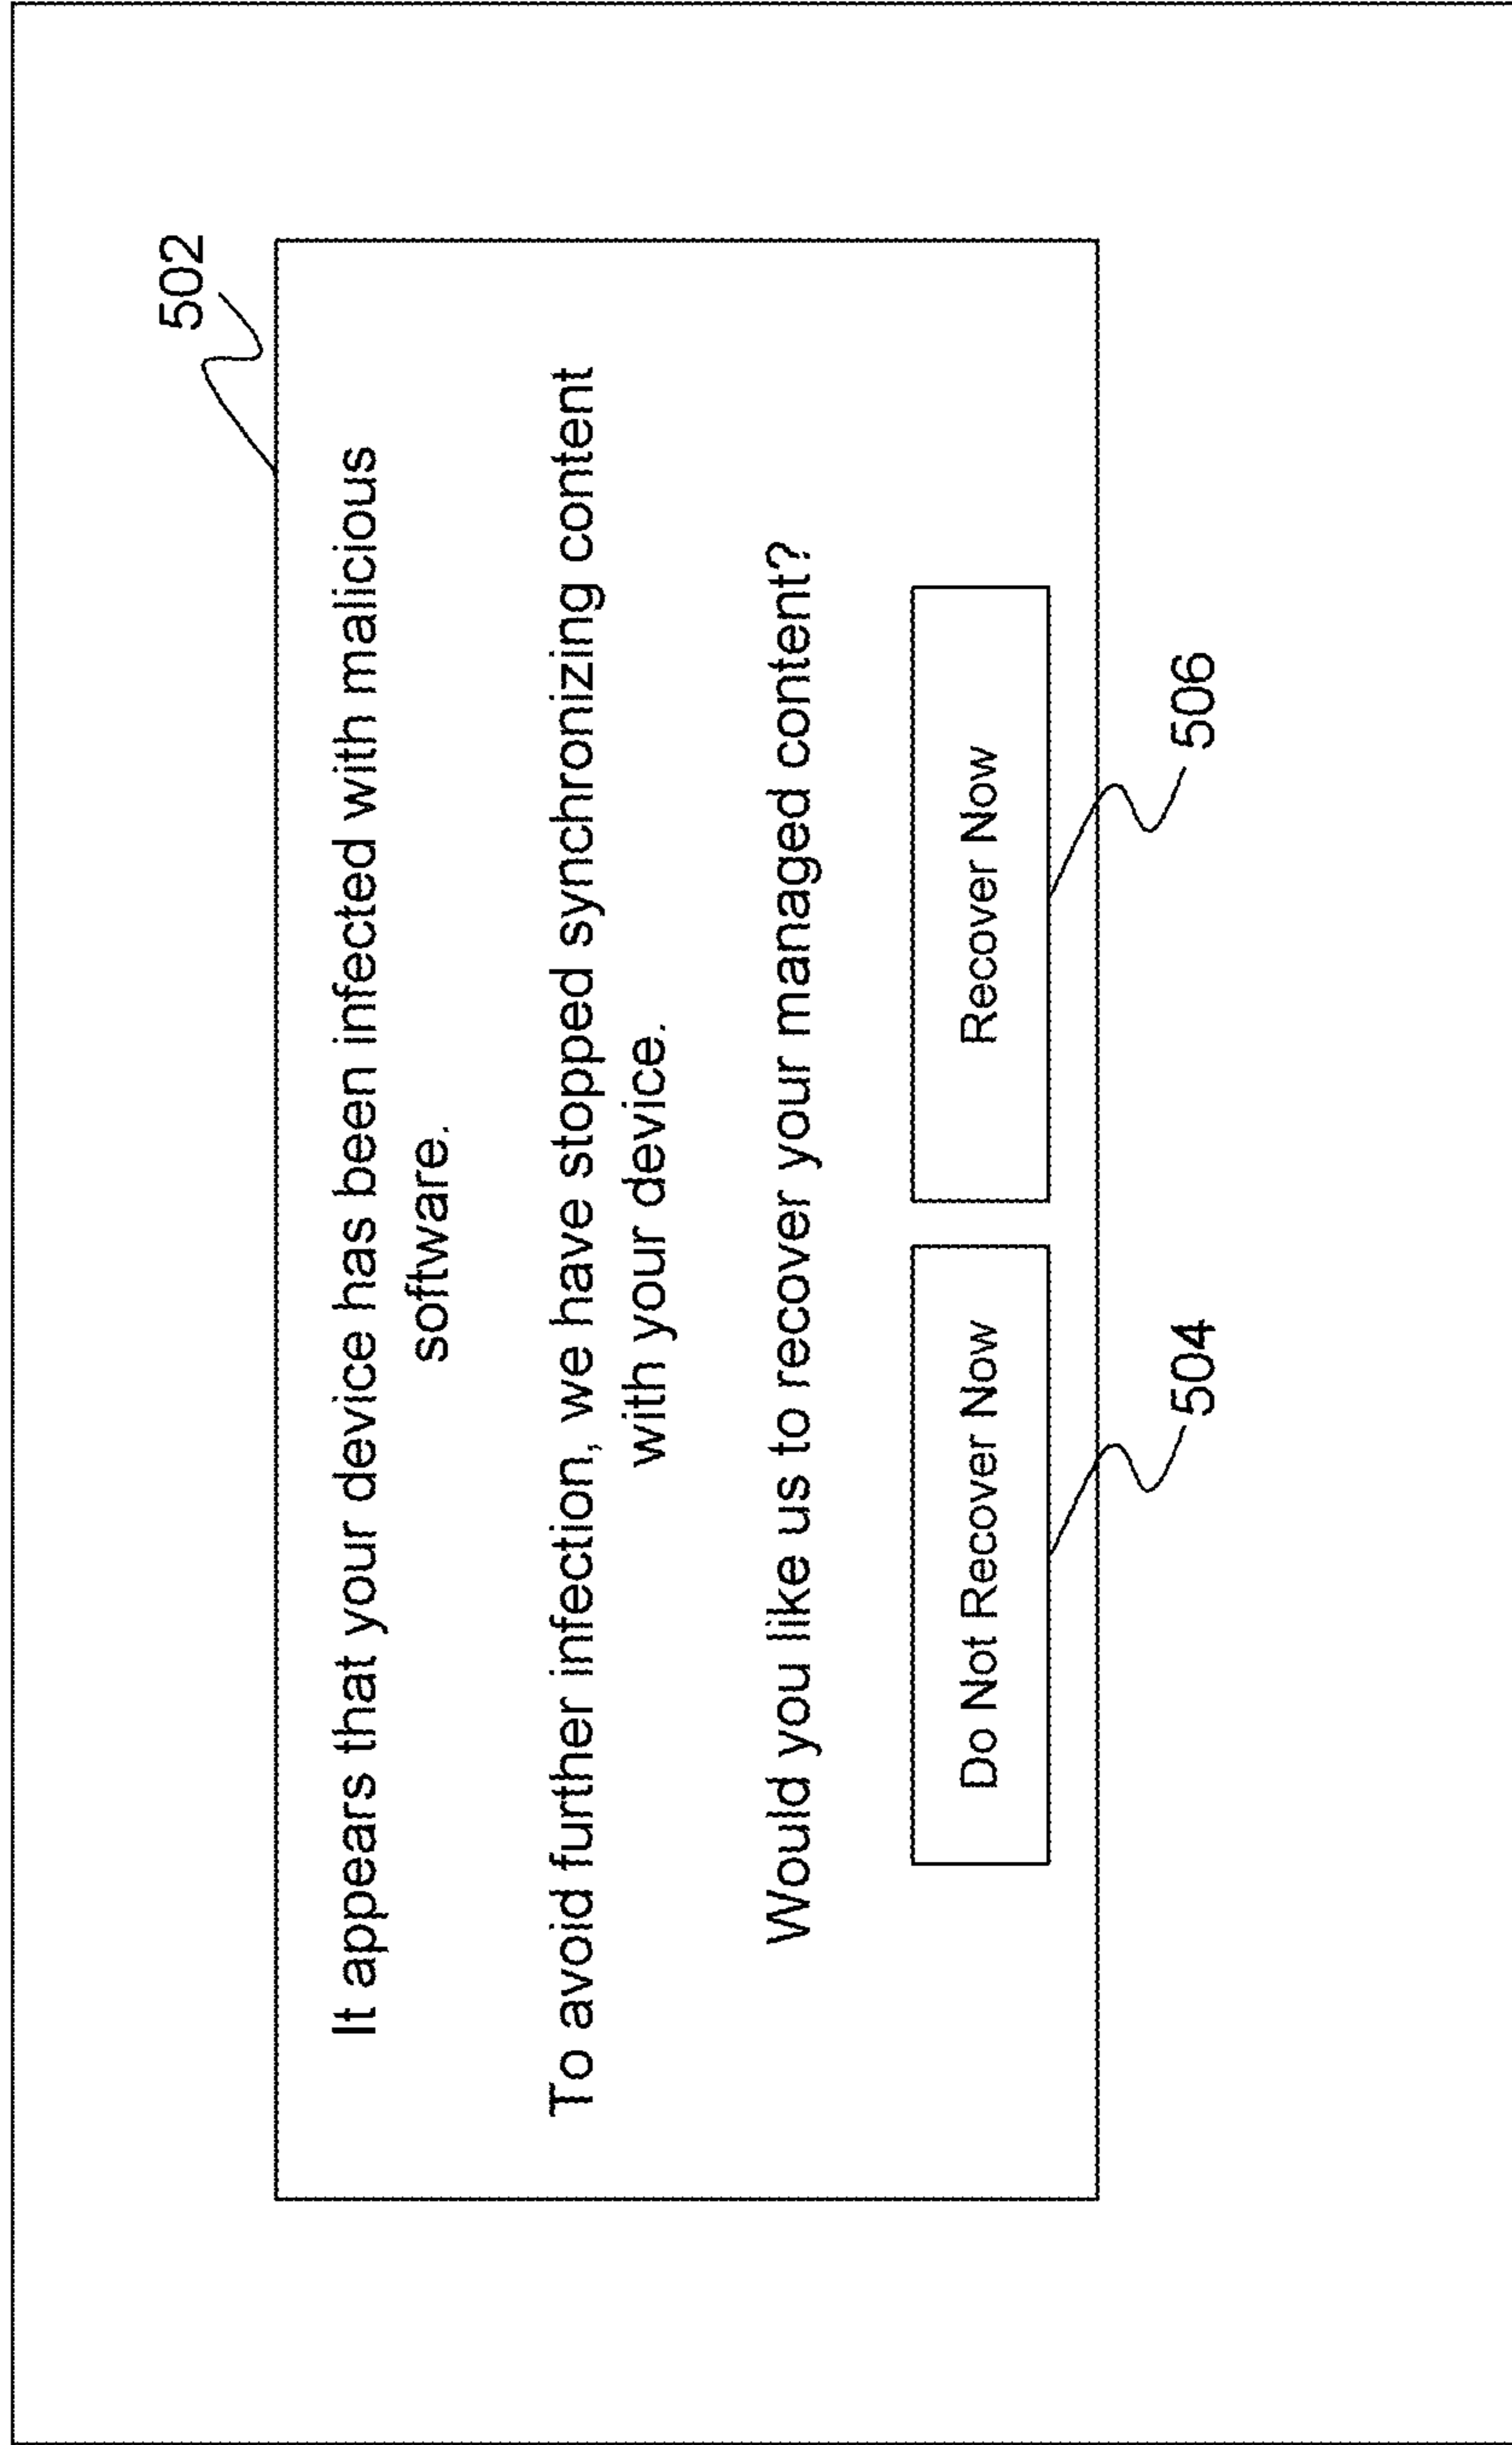 502
It appears that your device has been infected with malicious
software.
To avoid further infection, we have stopped synchronizing content
with your device.
Would you like us to recover your managed content?
Do Not Recover Now
Recover Now
504
506